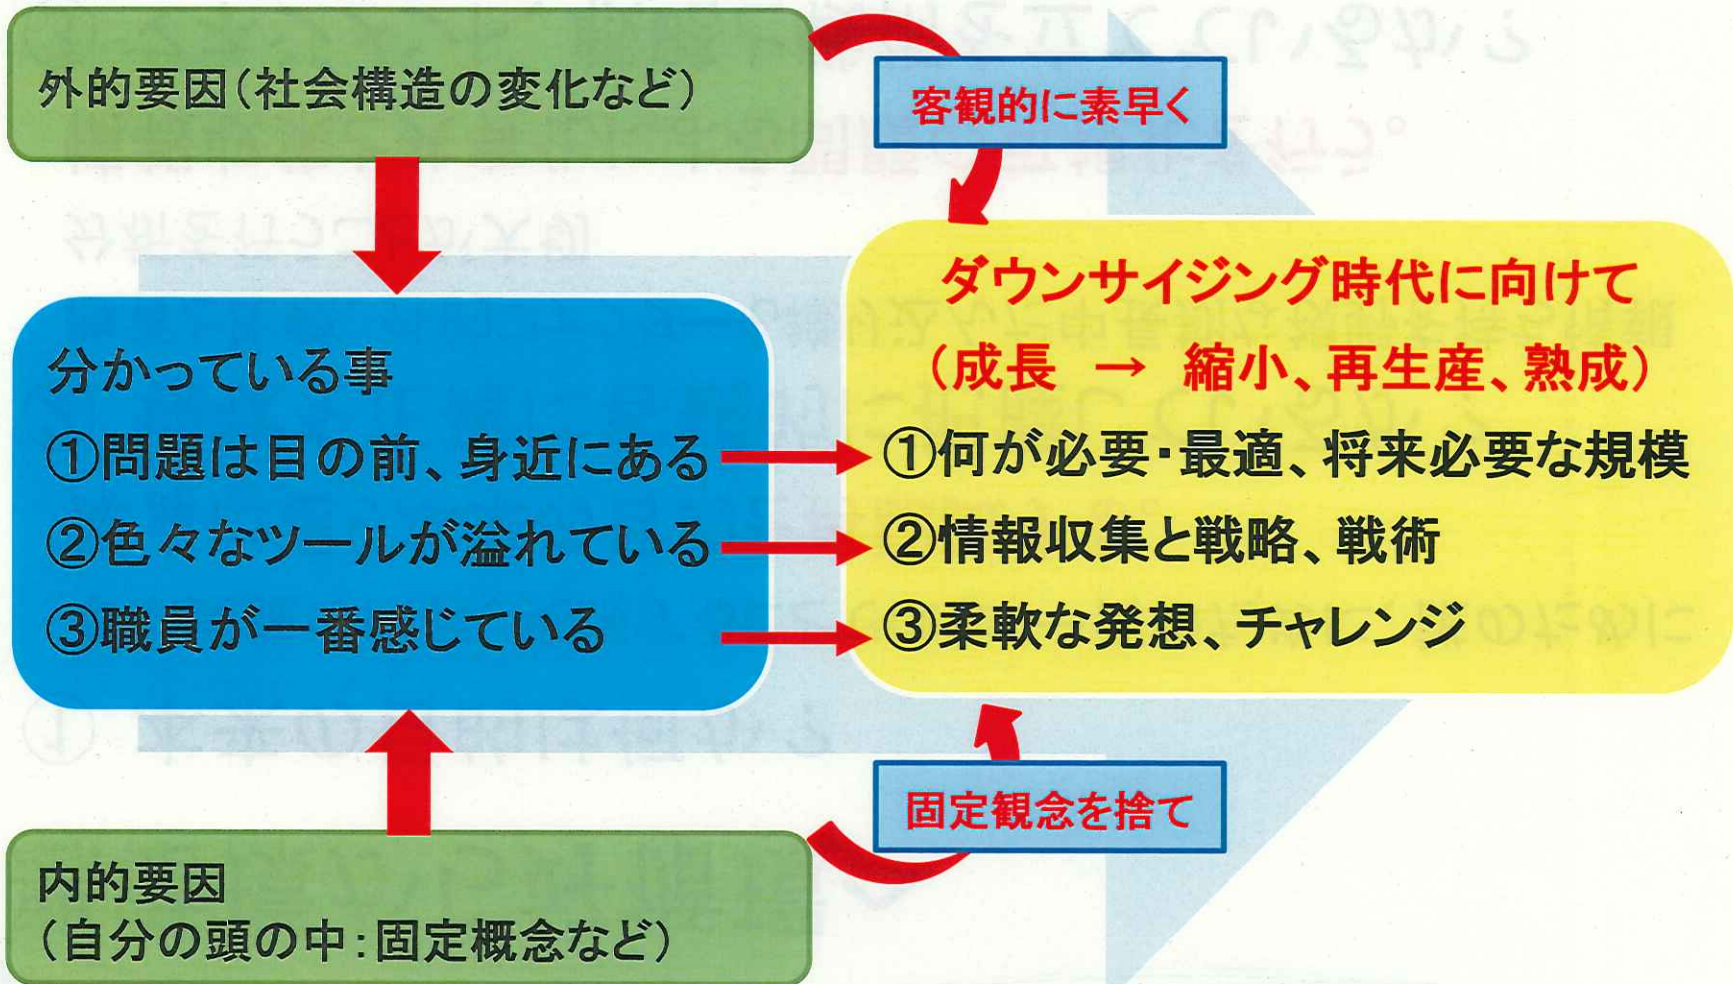 外的要因(社会構造の変化など)
客観的に素早く
分かっている事
①問題は目の前、身近にある
②色々なツールが溢れている
③職員が一番感じている
ダウンサイジング時代に向けて
(成長 → 縮小、再生産、熟成)
①何が必要・最適、将来必要な規模
②情報収集と戦略、戦術
③柔軟な発想、チャレンジ
固定観念を捨て
内的要因
(自分の頭の中:固定概念など)